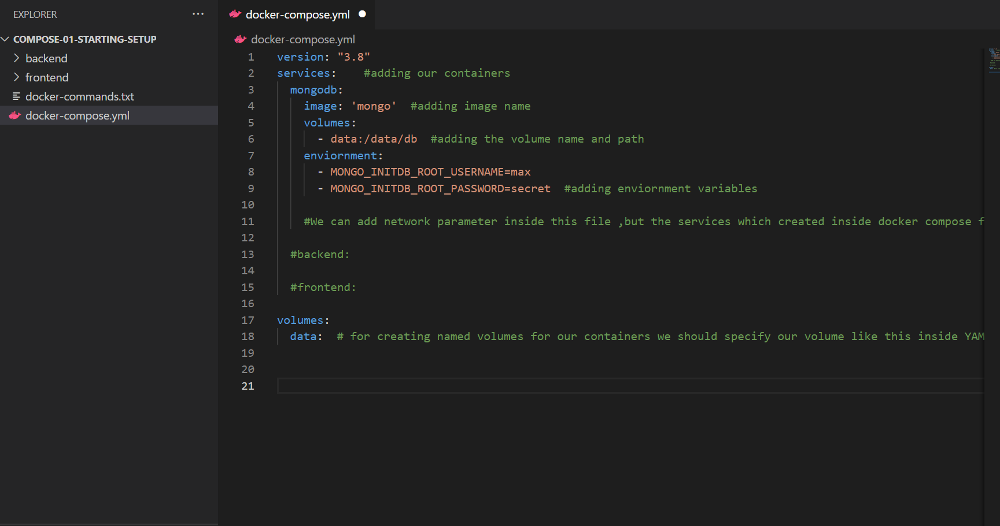 EXPLORER
COMPOSE-01-STARTING-SETUP
backend
frontend
docker-commands.txt
docker-compose.yml
docker-compose.yml
docker-compose.yml
1 version: "3.8"
2 services:    #adding our containers
3   mongodb:
4     image: 'mongo'  #adding image name
5     volumes:
6       - data:/data/db  #adding the volume name and path
7     enviornment:
8       - MONGO_INITDB_ROOT_USERNAME=max
9       - MONGO_INITDB_ROOT_PASSWORD=secret  #adding enviornment variables
10
11     #We can add network parameter inside this file ,but the services which created inside docker compose f
12
13   #backend:
14
15   #frontend:
16
17 volumes:
18   data:  # for creating named volumes for our containers we should specify our volume like this inside YAM
19
20
21